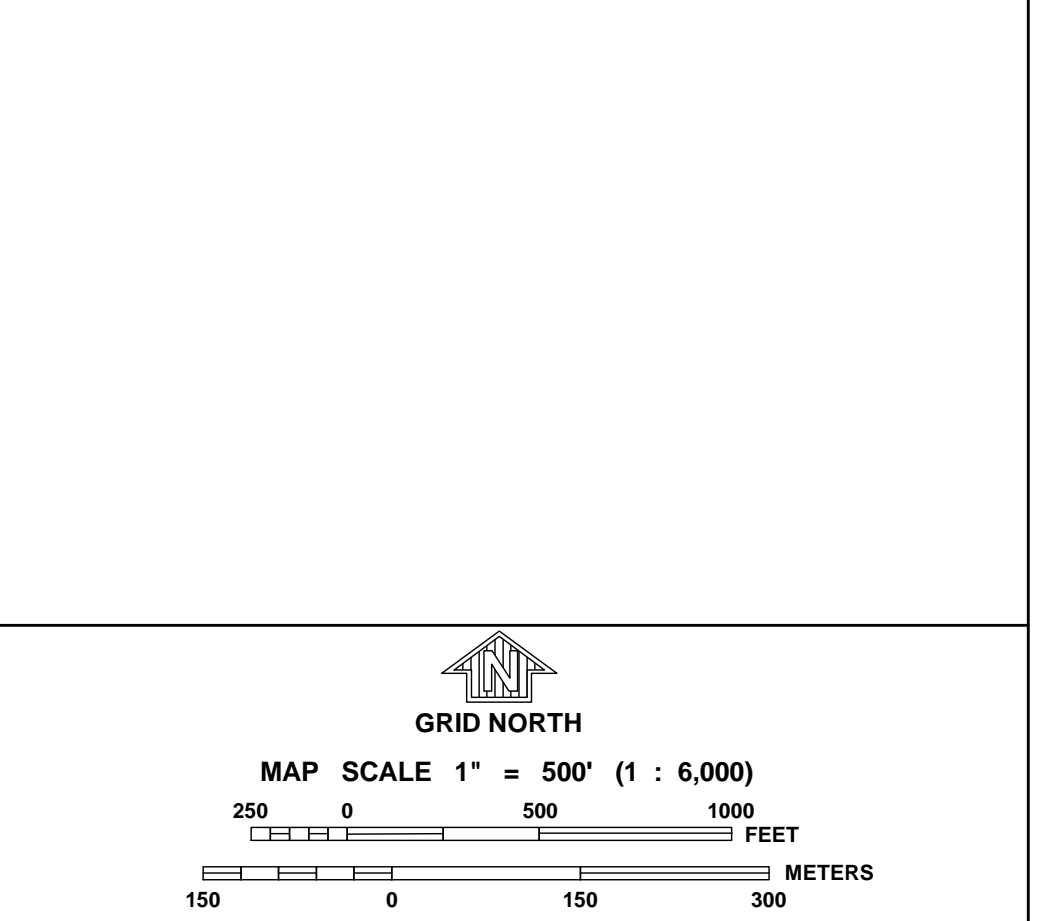 N
GRID NORTH
MAP SCALE 1" = 500' (1 : 6,000)
250 0 500 1000
FEET
METERS
150 0 150 300